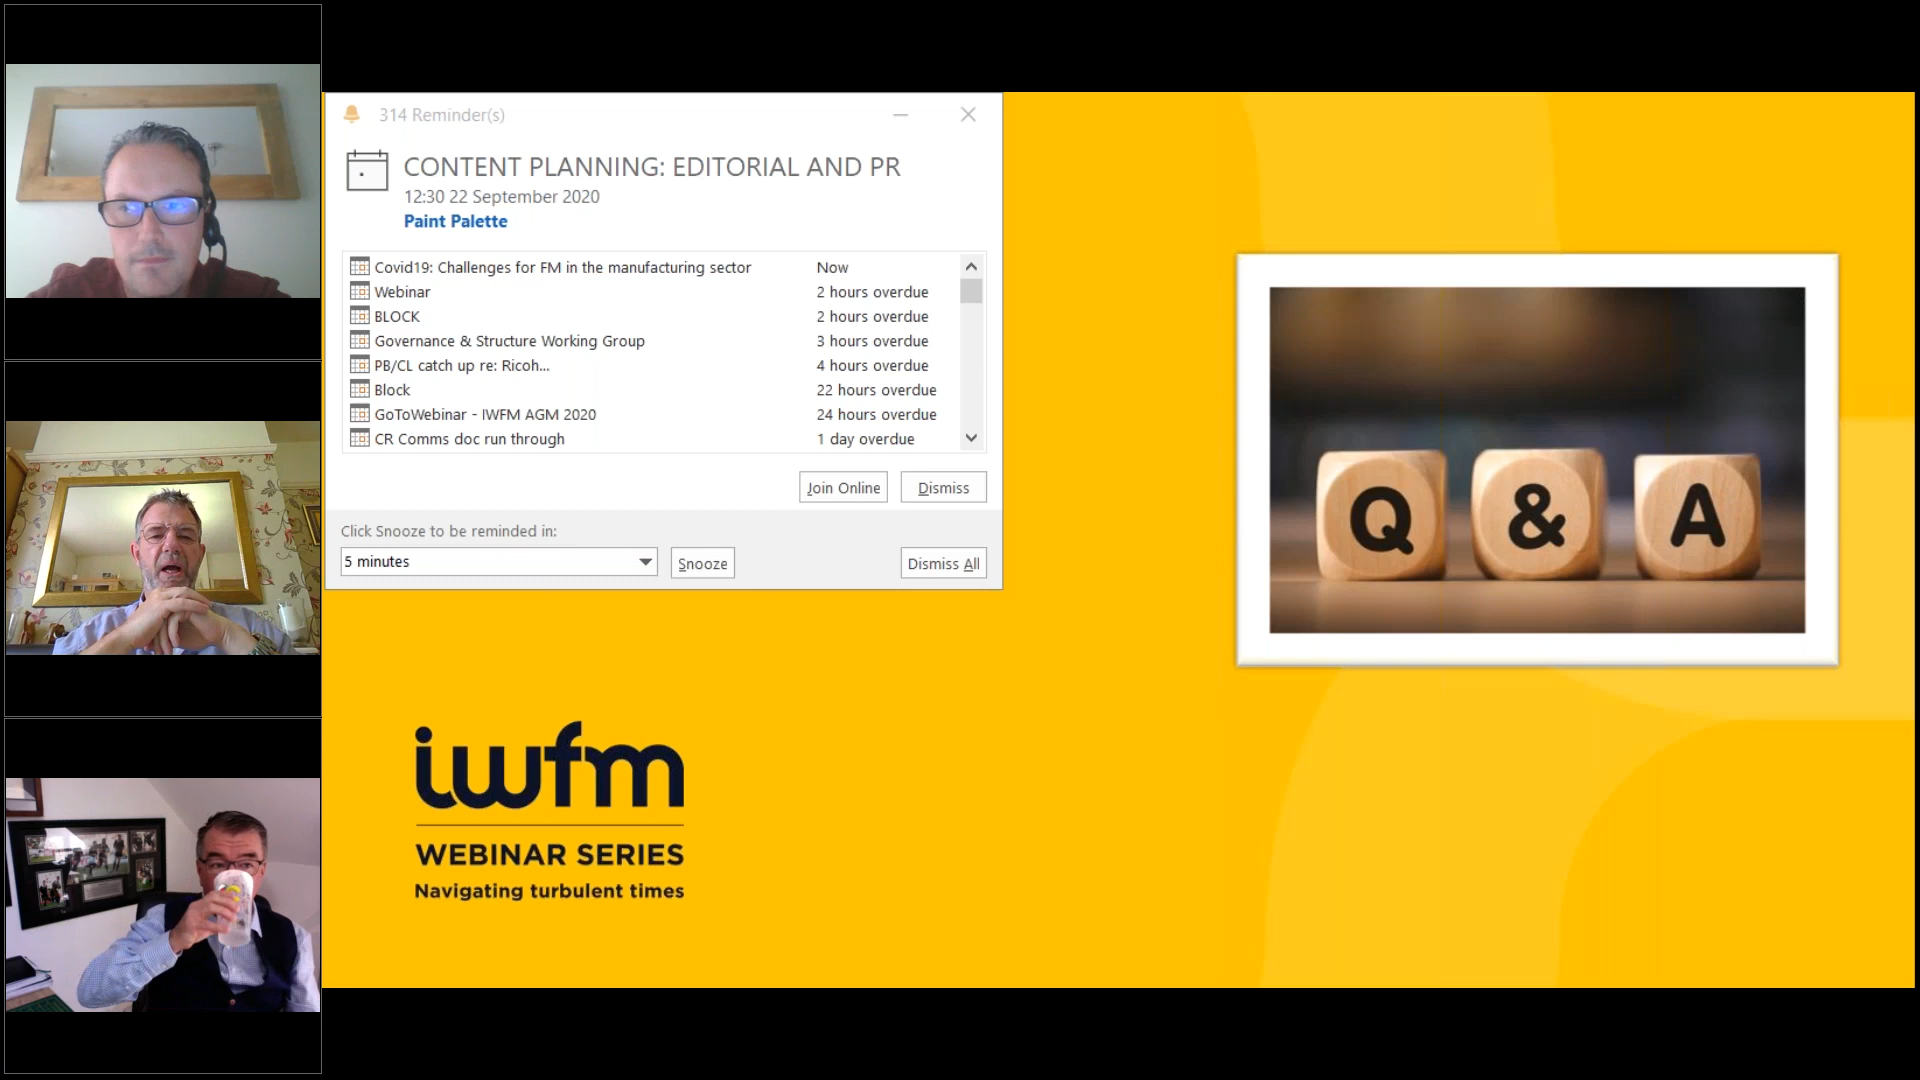 314 Reminder(s)
CONTENT PLANNING: EDITORIAL AND PR
12:30 22 September 2020
Paint Palette
Covid19: Challenges for FM in the manufacturing sector Now
Webinar 2 hours overdue
BLOCK 2 hours overdue
Governance & Structure Working Group 3 hours overdue
PB/CL catch up re: Ricoh... 4 hours overdue
Block 22 hours overdue
GoToWebinar - IWFM AGM 2020 24 hours overdue
CR Comms doc run through 1 day overdue
Join Online Dismiss
Click Snooze to be reminded in:
5 minutes Snooze Dismiss All
Q & A
iwfm
WEBINAR SERIES
Navigating turbulent times